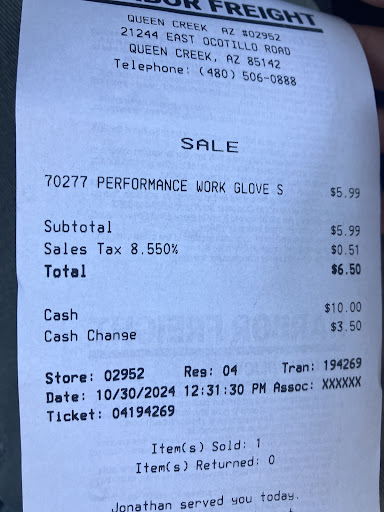 FREIGHT
QUEEN CREEK AZ #02952
21244 EAST OCOTILLO ROAD
QUEEN CREEK, AZ 85142
Telephone: (480) 506-0888
SALE
70277 PERFORMANCE WORK GLOVE S $5.99
Subtotal $5.99
Sales Tax 8.550% $0.51
Total $6.50
Cash $10.00
Cash Change $3.50
Store: 02952 Reg: 04 Tran: 194269
Date: 10/30/2024 12:31:30 PM Assoc: XXXXXX
Ticket: 04194269
Item(s) Sold: 1
Item(s) Returned: 0
Jonathan served you today.